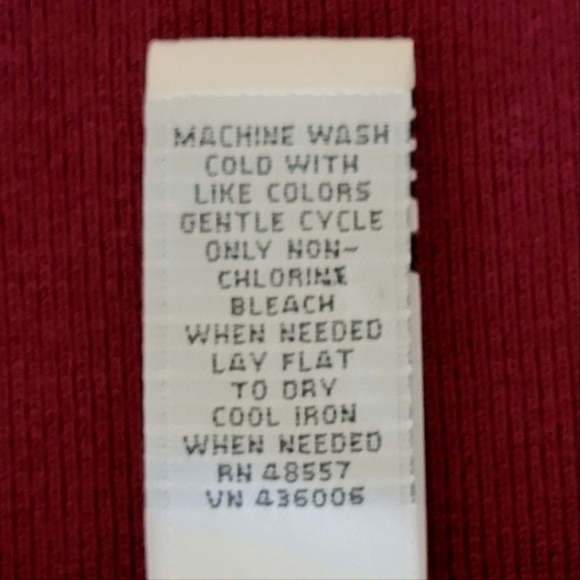 MACHINE WASH
COLD WITH
LIKE COLORS
GENTLE CYCLE
ONLY NON-
CHLORINE
BLEACH
WHEN NEEDED
LAY FLAT
TO DRY
COOL IRON
WHEN NEEDED
RN 48557
VN 436006